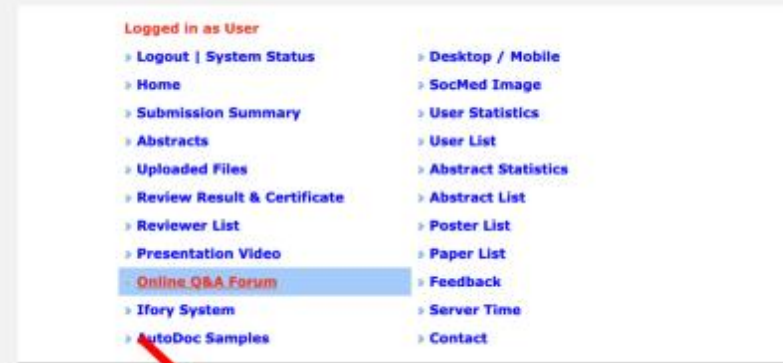 Logged in as User
» Logout | System Status
» Home
» Submission Summary
» Abstracts
» Uploaded Files
» Review Result & Certificate
» Reviewer List
» Presentation Video
» Online Q&A Forum
» Ifory System
» AutoDoc Samples
» Desktop / Mobile
» SocMed Image
» User Statistics
» User List
» Abstract Statistics
» Abstract List
» Poster List
» Paper List
» Feedback
» Server Time
» Contact